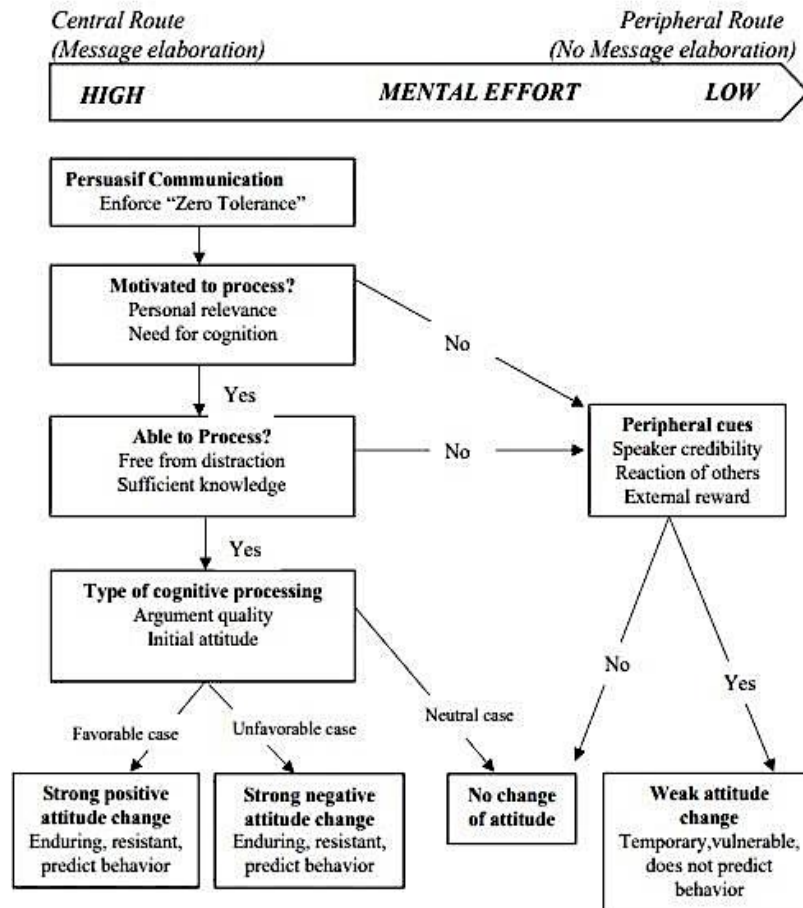 Central Route
(Message elaboration)
Peripheral Route
(No Message elaboration)
HIGH MENTAL EFFORT LOW
Persuasif Communication
Enforce “Zero Tolerance”
Motivated to process?
Personal relevance
Need for cognition
No
Yes
Able to Process?
Free from distraction
Sufficient knowledge
No
Peripheral cues
Speaker credibility
Reaction of others
External reward
Yes
Type of cognitive processing
Argument quality
Initial attitude
No
Yes
Favorable case
Unfavorable case
Neutral case
Strong positive
attitude change
Enduring, resistant,
predict behavior
Strong negative
attitude change
Enduring, resistant,
predict behavior
No change
of attitude
Weak attitude
change
Temporary,vulnerable,
does not predict
behavior